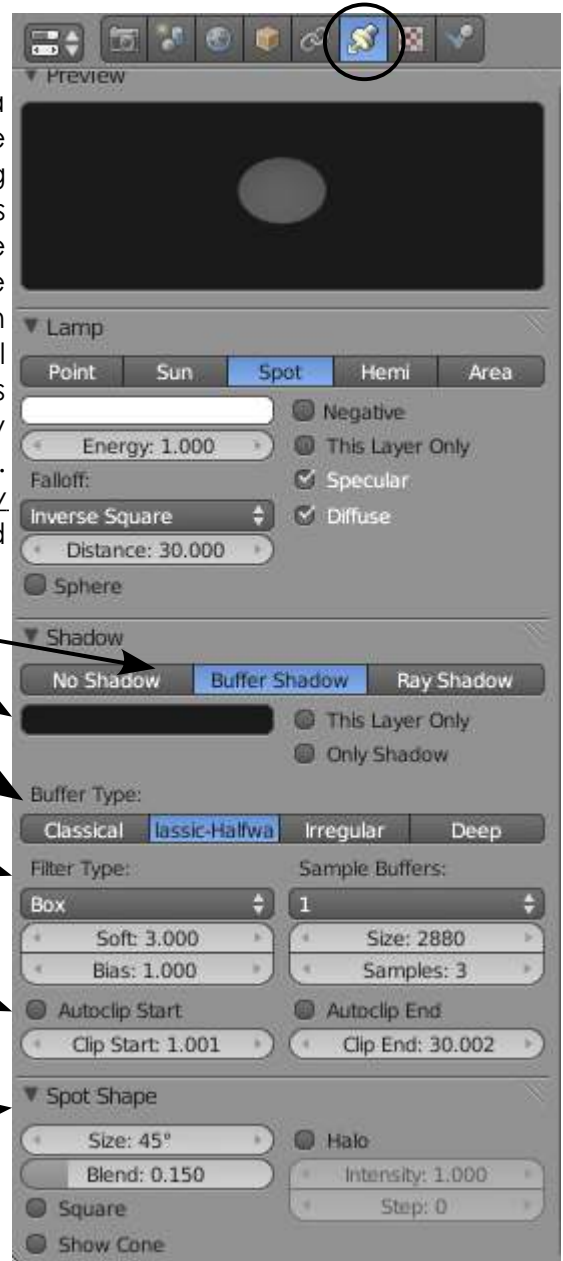 Preview
Lamp
Point Sun Spot Hemi Area
Negative
Energy: 1.000 This Layer Only
Falloff: Specular
Inverse Square Diffuse
Distance: 30.000
Sphere
Shadow
No Shadow Buffer Shadow Ray Shadow
This Layer Only
Only Shadow
Buffer Type:
Classical lassic-Halfwa Irregular Deep
Filter Type: Sample Buffers:
Box 1
Soft: 3.000 Size: 2880
Bias: 1.000 Samples: 3
Autoclip Start Autoclip End
Clip Start: 1.001 Clip End: 30.002
Spot Shape
Size: 45° Halo
Blend: 0.150 Intensity: 1.000
Square Step: 0
Show Cone